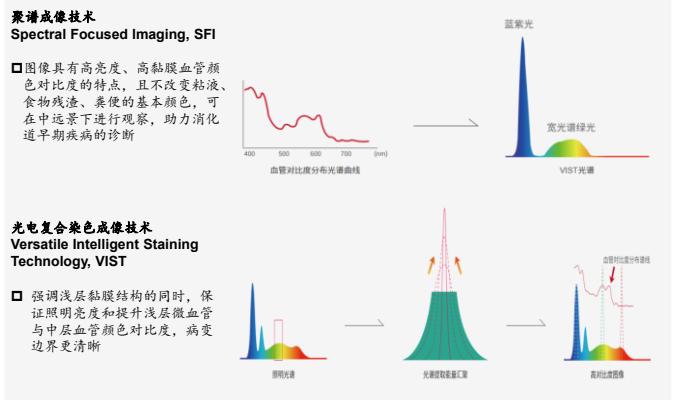 聚谱成像技术
Spectral Focused Imaging, SFI
图像具有高亮度、高黏膜血管颜
色对比度的特点，且不改变粘液、
食物残渣、粪便的基本颜色，可
在中远景下进行观察，助力消化
道早期疾病的诊断
400 500 600 700 (nm)
血管对比度分布光谱曲线
蓝紫光
宽光谱绿光
VIST光谱
光电复合染色成像技术
Versatile Intelligent Staining
Technology, VIST
强调浅层黏膜结构的同时，保
证照明亮度和提升浅层微血管
与中层血管颜色对比度，病变
边界更清晰
照明光谱
光谱提取能量汇聚
血管对比度分布谱线
高对比度图像